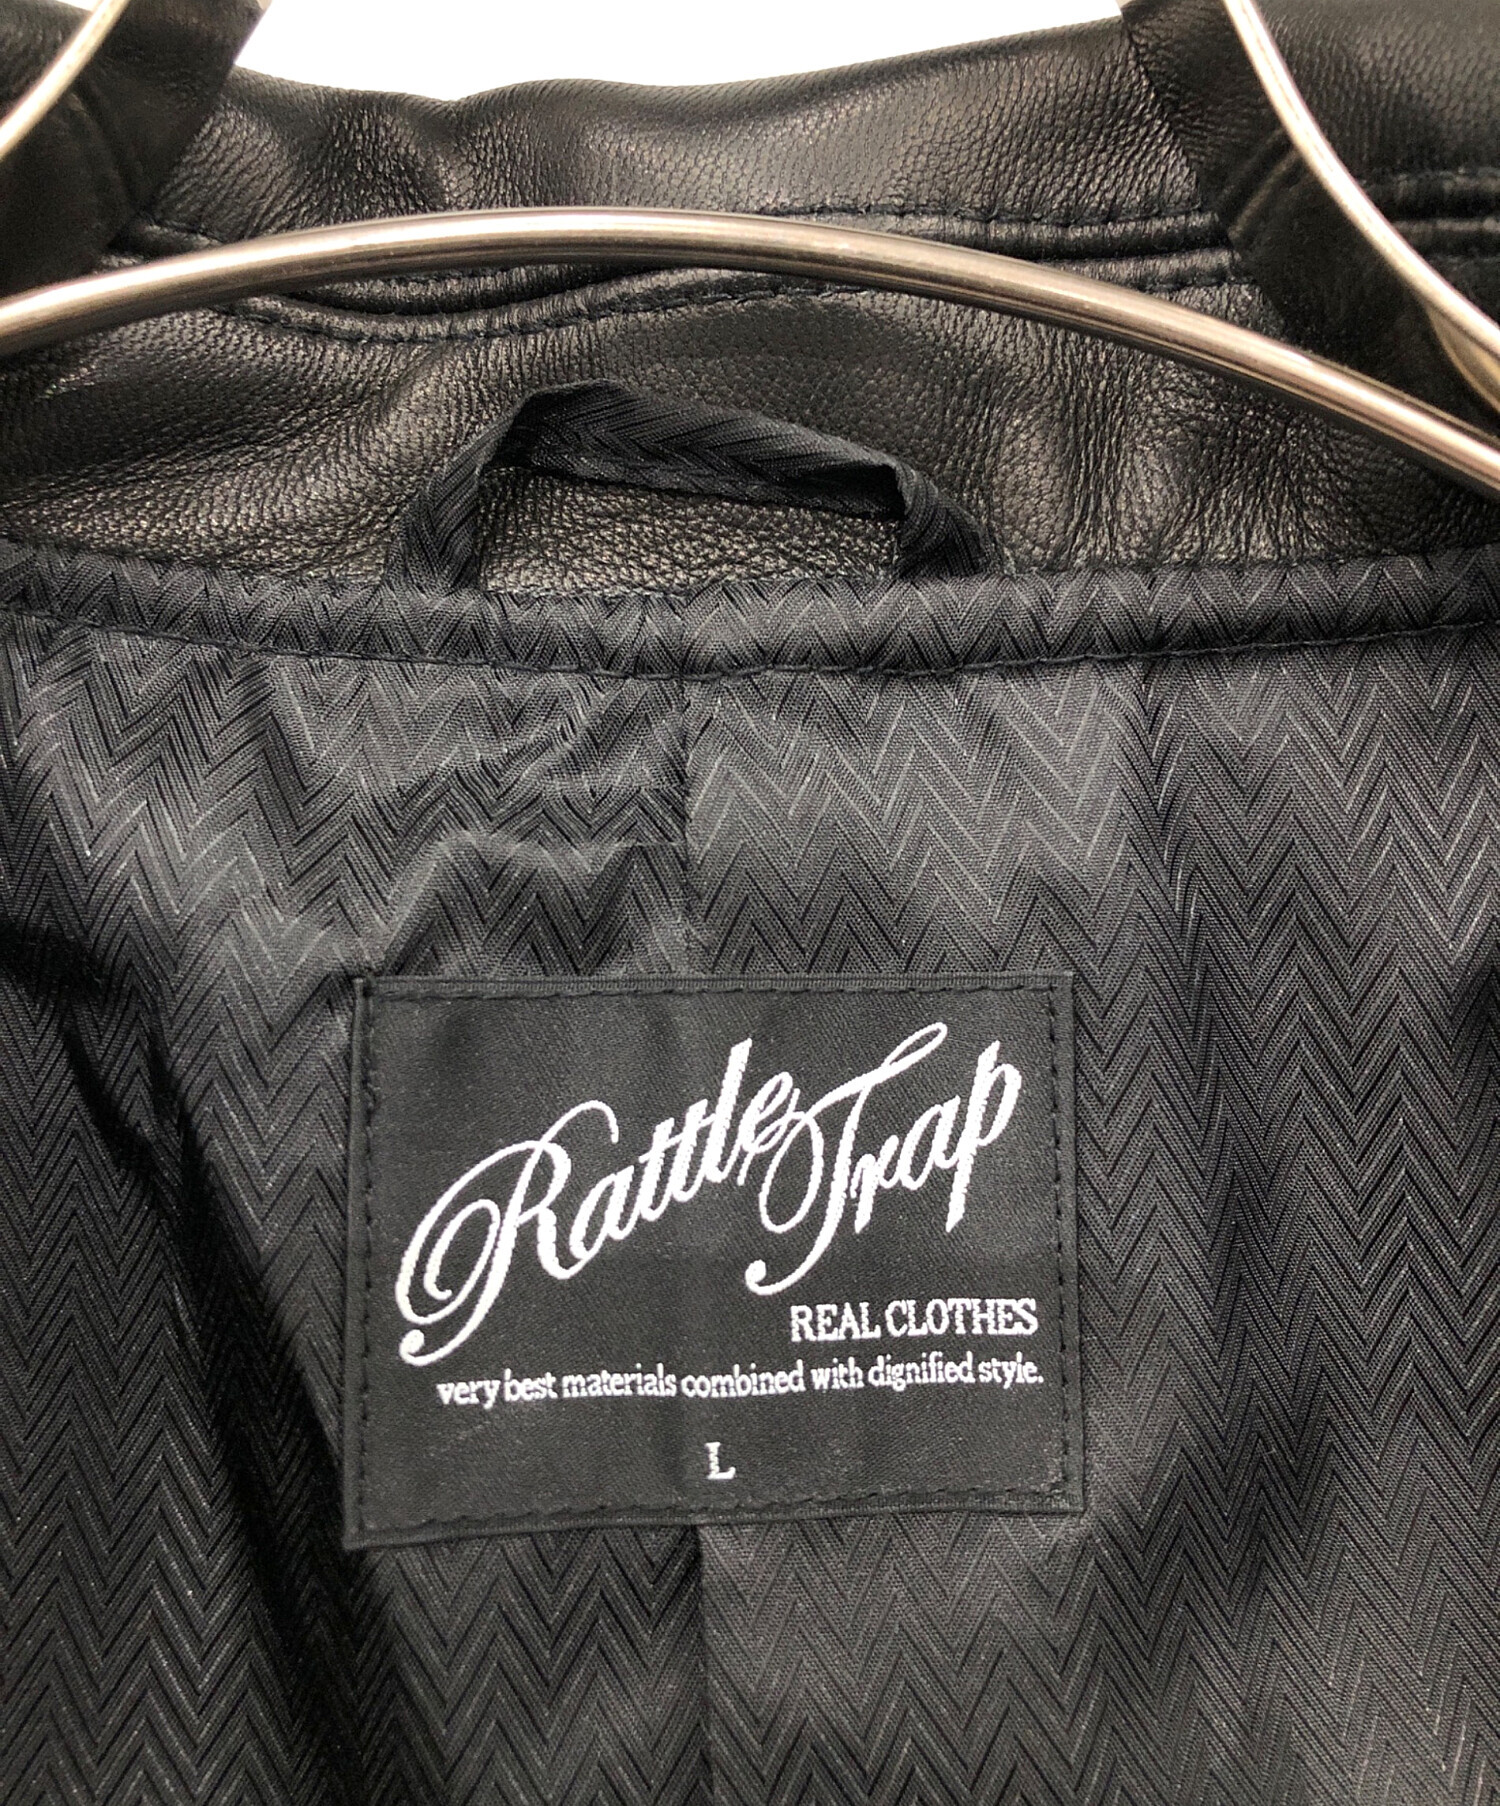 Rattle Trap
REAL CLOTHES
very best materials combined with dignified style.
L